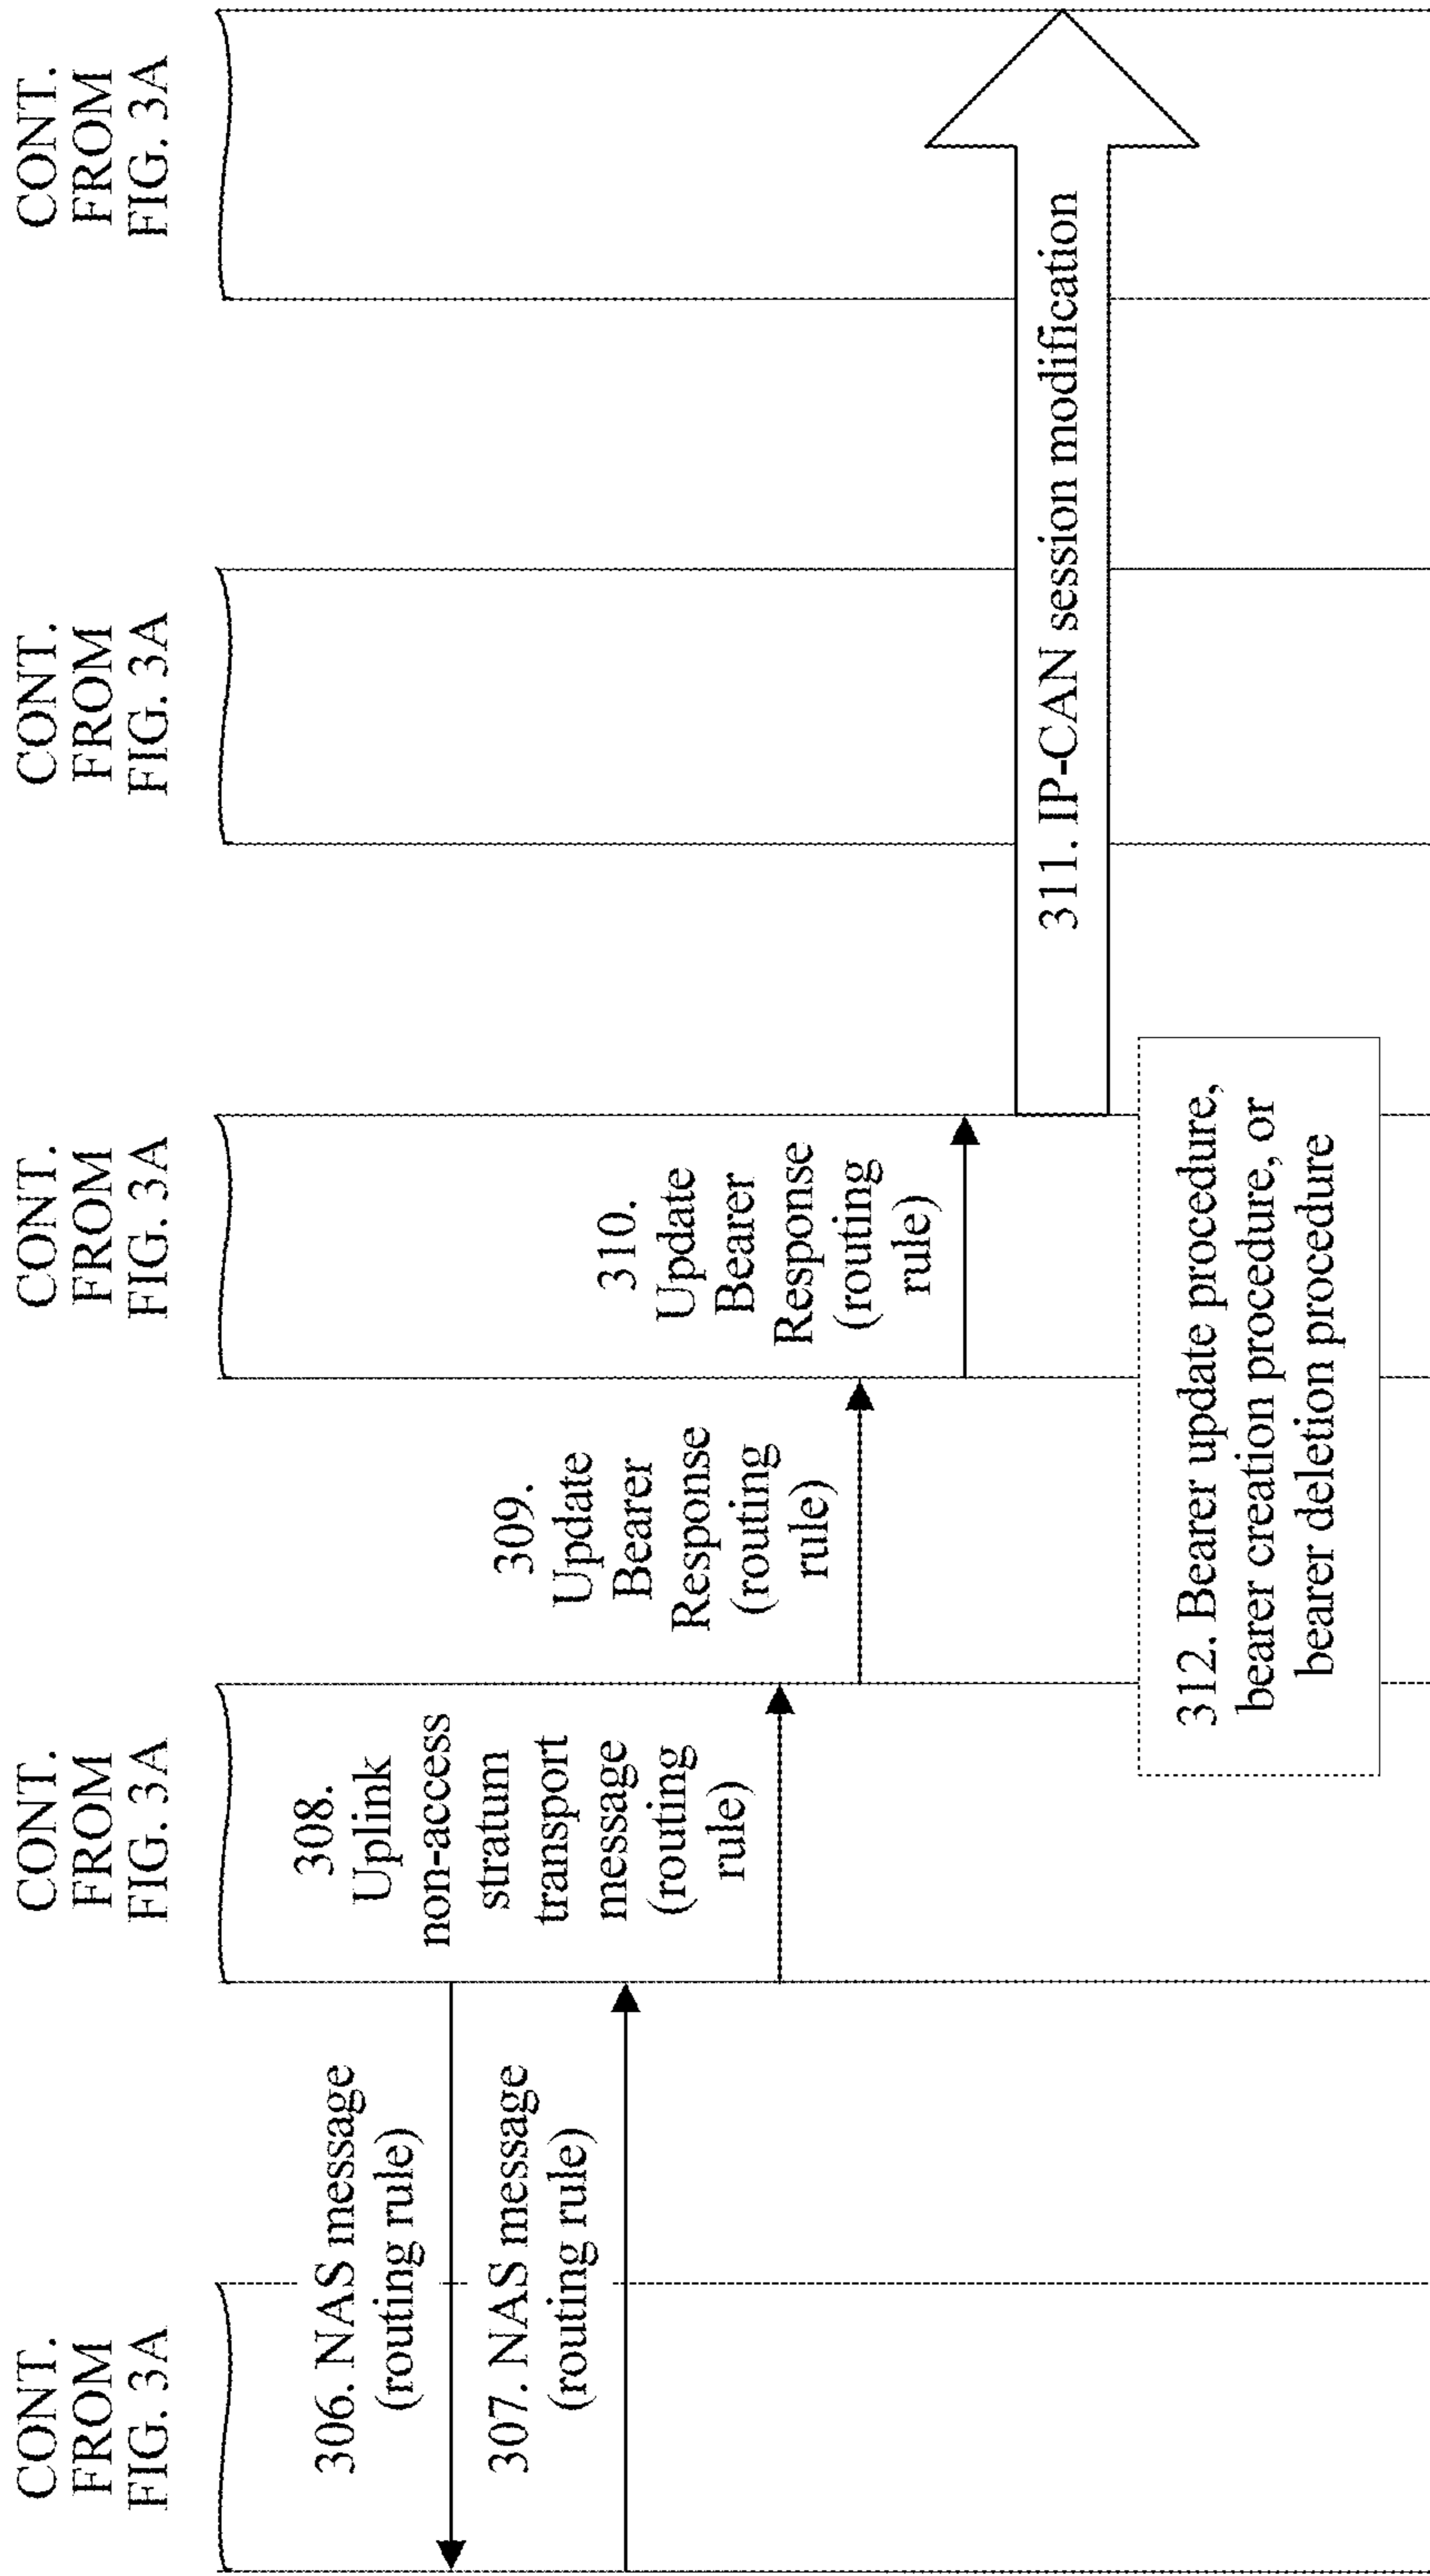 CONT.
FROM
FIG. 3A
CONT.
FROM
FIG. 3A
CONT.
FROM
FIG. 3A
CONT.
FROM
FIG. 3A
CONT.
FROM
FIG. 3A
306. NAS message
(routing rule)
307. NAS message
(routing rule)
308.
Uplink
non-access
stratum
transport
message
(routing
rule)
309.
Update
Bearer
Response
(routing
rule)
310.
Update
Bearer
Response
(routing
rule)
311. IP-CAN session modification
312. Bearer update procedure,
bearer creation procedure, or
bearer deletion procedure